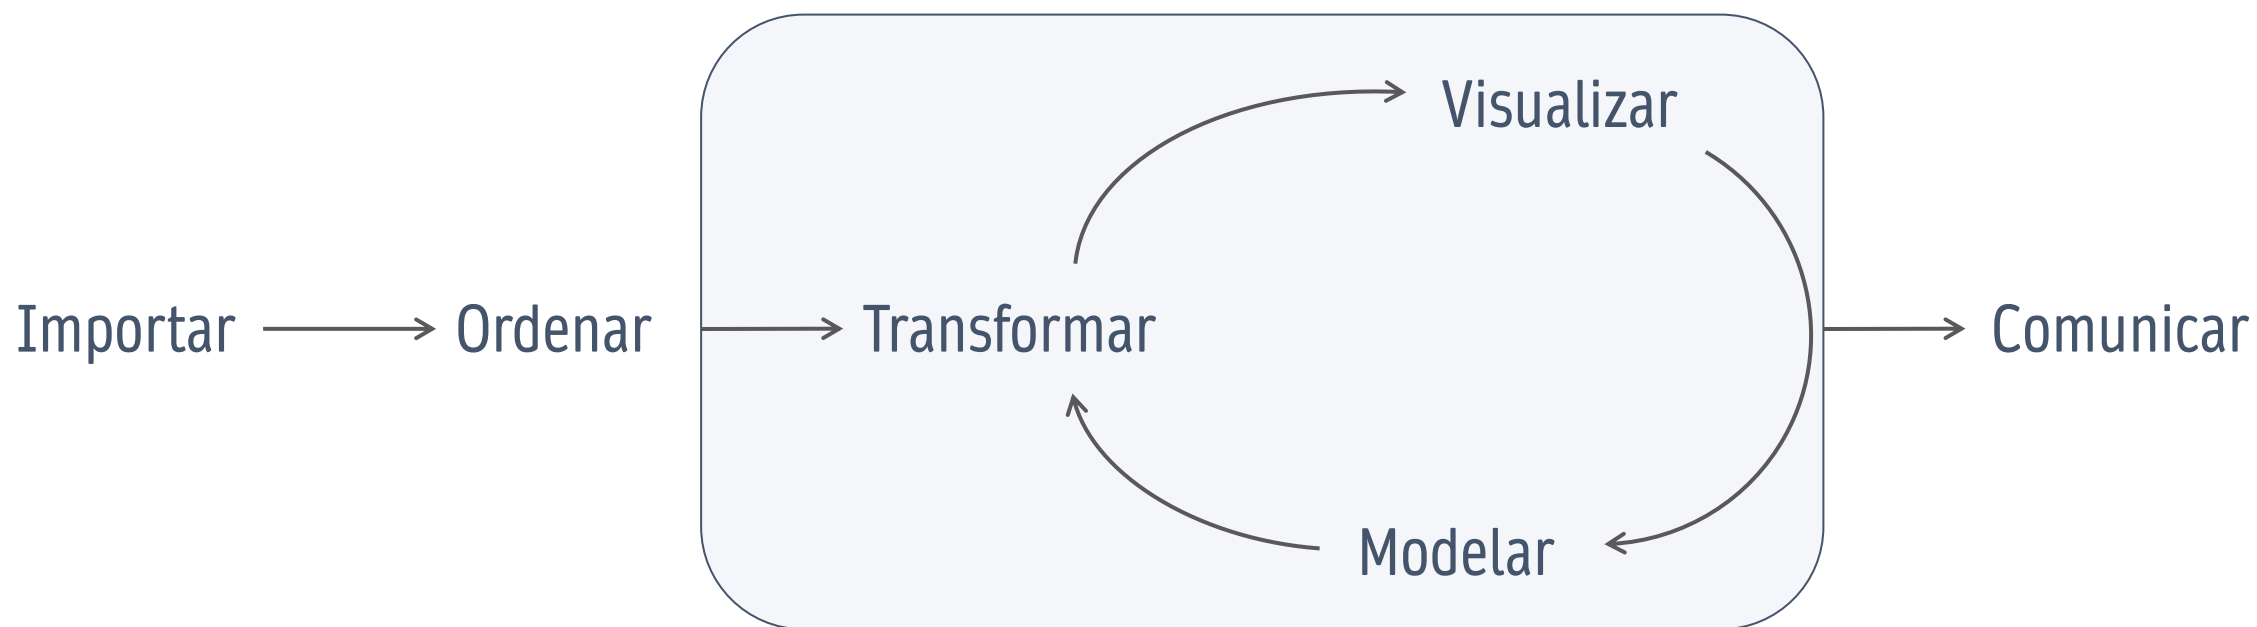 Importar
Ordenar
Transformar
Visualizar
Modelar
Comunicar